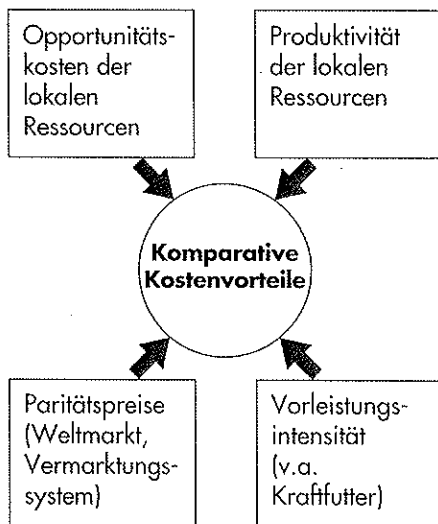 Opportunitäts-
kosten der
lokalen
Ressourcen
Produktivität
der lokalen
Ressourcen
Komparative
Kostenvorteile
Paritätspreise
(Weltmarkt,
Vermarktungs-
system)
Vorleistungs-
intensität
(v.a.
Kraftfutter)